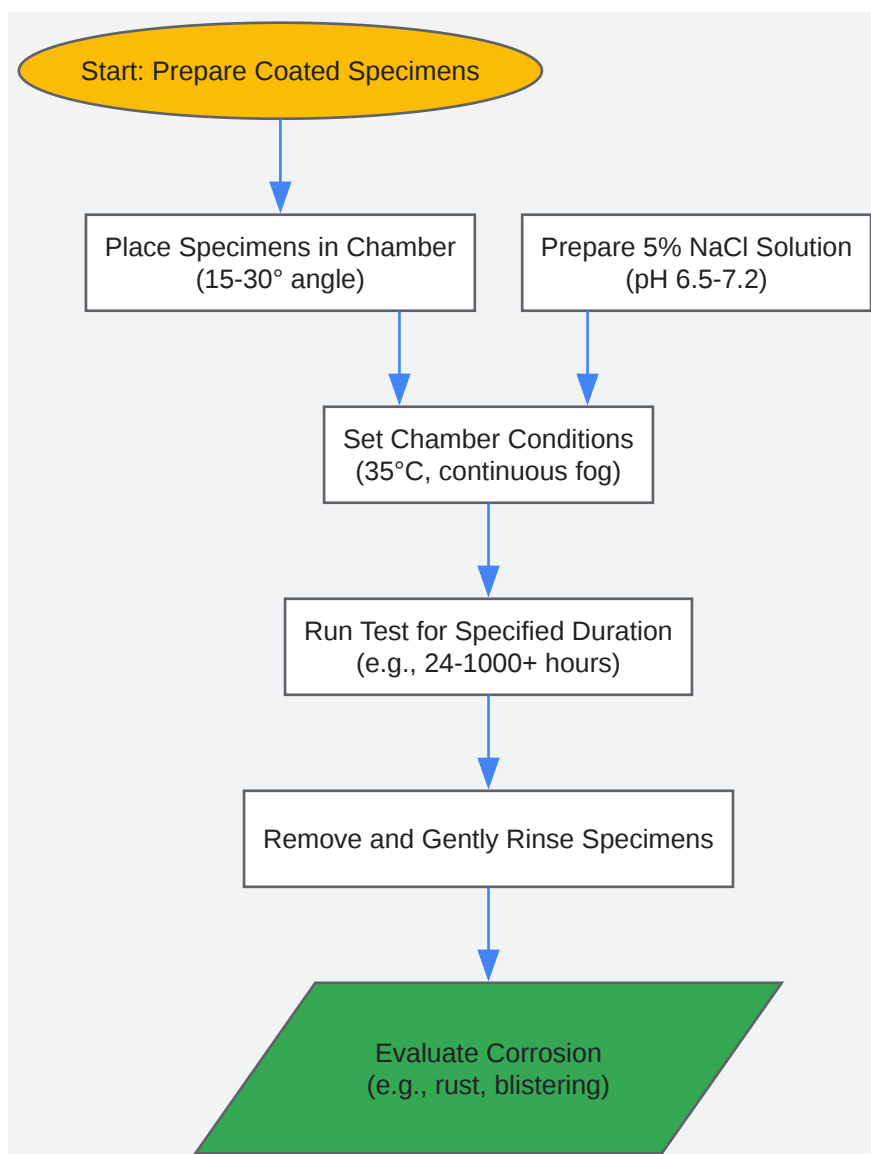 Start: Prepare Coated Specimens
Place Specimens in Chamber
(15-30° angle)
Prepare 5% NaCl Solution
(pH 6.5-7.2)
Set Chamber Conditions
(35°C, continuous fog)
Run Test for Specified Duration
(e.g., 24-1000+ hours)
Remove and Gently Rinse Specimens
Evaluate Corrosion
(e.g., rust, blistering)